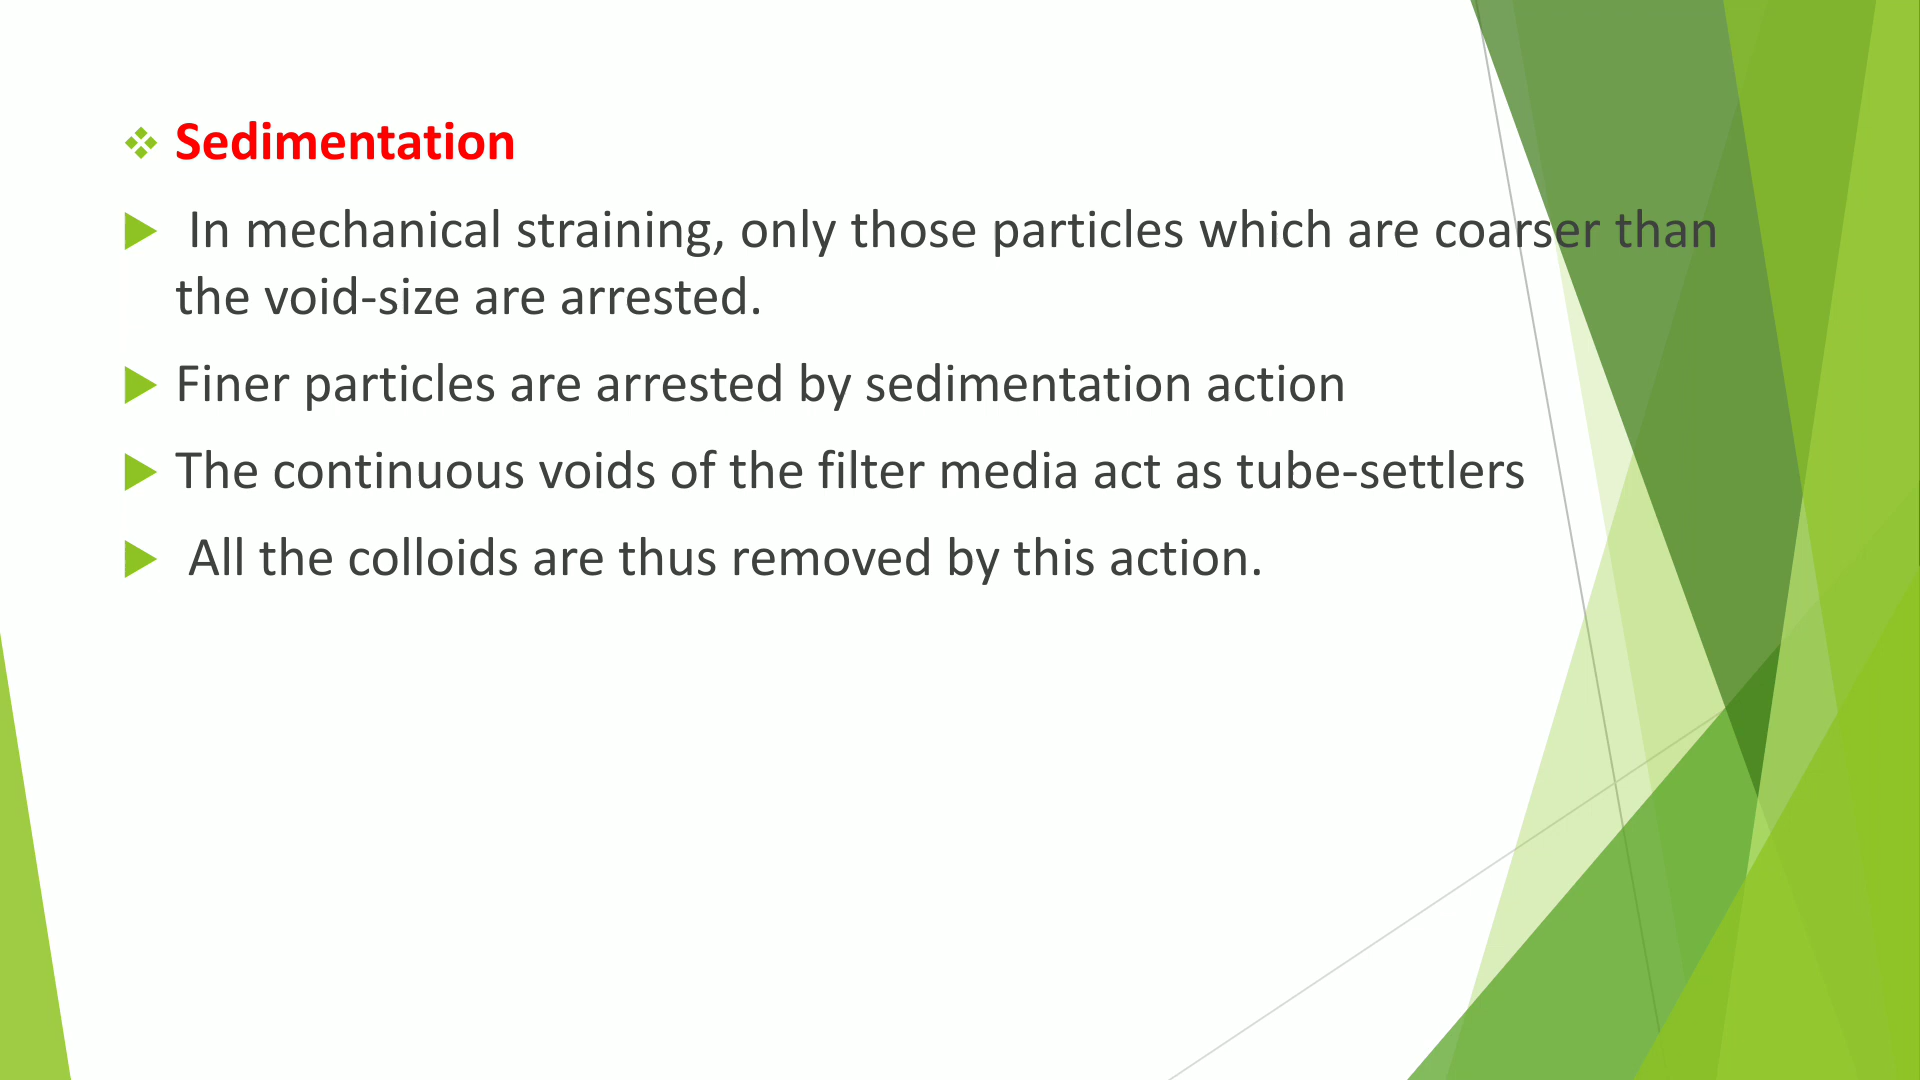 Sedimentation
In mechanical straining, only those particles which are coarser than
the void-size are arrested.
Finer particles are arrested by sedimentation action
The continuous voids of the filter media act as tube-settlers
All the colloids are thus removed by this action.